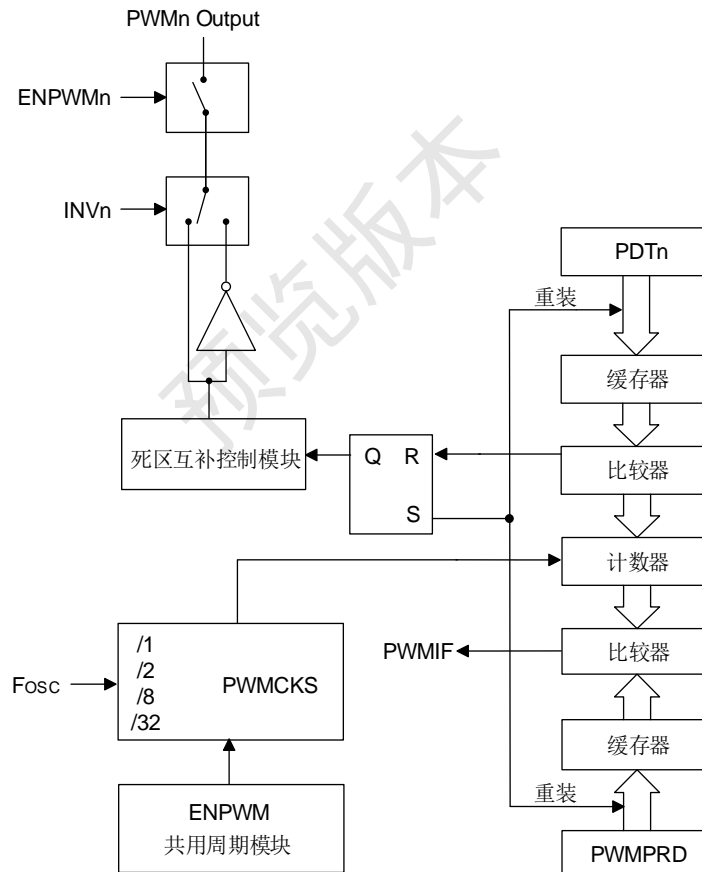 PWMn Output
ENPWMn
INVn
预览版本
PDTn
重装
缓存器
死区互补控制模块
Q R
S
比较器
计数器
/1
/2
/8
/32
PWMCKS
FOSC
PWMIF
比较器
缓存器
ENPWM
共用周期模块
重装
PWMPRD